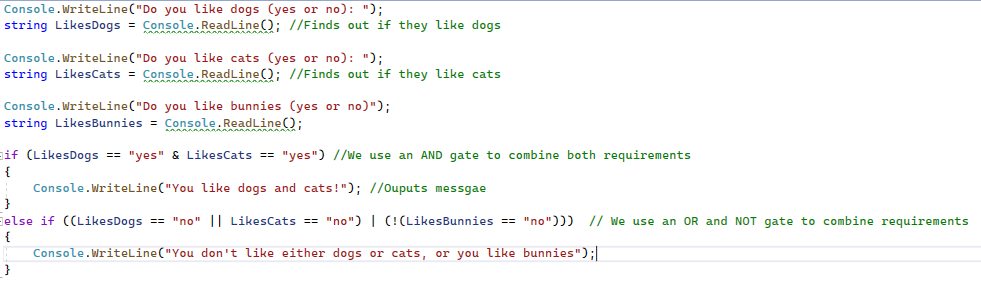 Console.WriteLine("Do you like dogs (yes or no): ");
string LikesDogs = Console.ReadLine(); //Finds out if they like dogs
Console.WriteLine("Do you like cats (yes or no): ");
string LikesCats = Console.ReadLine(); //Finds out if they like cats
Console.WriteLine("Do you like bunnies (yes or no)");
string LikesBunnies = Console.ReadLine();
if (LikesDogs == "yes" & LikesCats == "yes") //We use an AND gate to combine both requirements
{
Console.WriteLine("You like dogs and cats!"); //Ouputs messgae
}
else if ((LikesDogs == "no" || LikesCats == "no") | (!(LikesBunnies == "no")))  // We use an OR and NOT gate to combine requirements
{
Console.WriteLine("You don't like either dogs or cats, or you like bunnies");
}